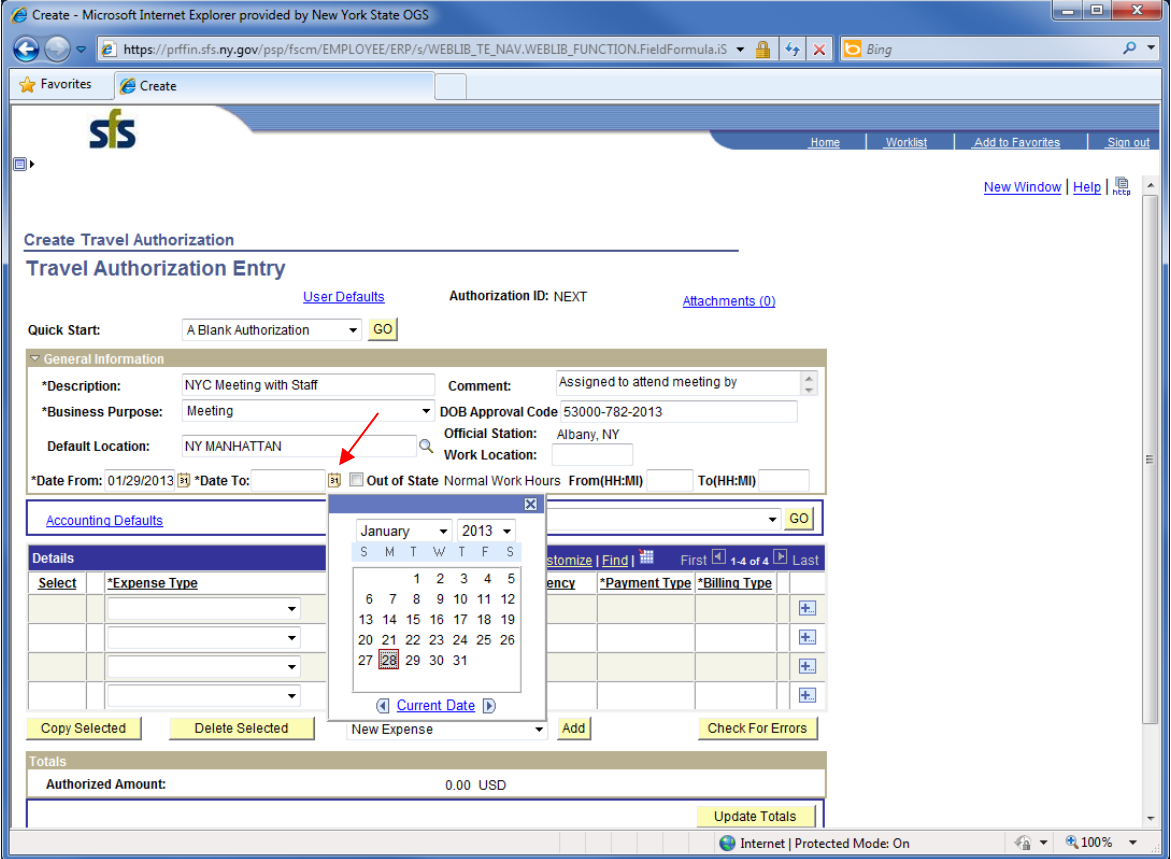 Create - Microsoft Internet Explorer provided by New York State OGS
https://prffin.sfs.ny.gov/psp/fscm/EMPLOYEE/ERP/s/WEBLIB_TE_NAV.WEBLIB_FUNCTION.FieldFormula.iS
Bing
Favorites
Create
sfs
Home Worklist Add to Favorites Sign out
New Window | Help | http
Create Travel Authorization
Travel Authorization Entry
User Defaults Authorization ID: NEXT Attachments (0)
Quick Start: A Blank Authorization GO
General Information
*Description: NYC Meeting with Staff Comment: Assigned to attend meeting by
*Business Purpose: Meeting DOB Approval Code 53000-782-2013
Official Station: Albany, NY
Default Location: NY MANHATTAN
Work Location:
*Date From: 01/29/2013 31 *Date To: 31 Out of State Normal Work Hours From(HH:MI) To(HH:MI)
Accounting Defaults GO
January 2013
S M T W T F S
1 2 3 4 5
6 7 8 9 10 11 12
13 14 15 16 17 18 19
20 21 22 23 24 25 26
27 28 29 30 31
Current Date
Details stomize | Find | First 1-4 of 4 Last
Select *Expense Type ency *Payment Type *Billing Type
Copy Selected Delete Selected New Expense Add Check For Errors
Totals
Authorized Amount: 0.00 USD
Update Totals
Internet | Protected Mode: On 100%